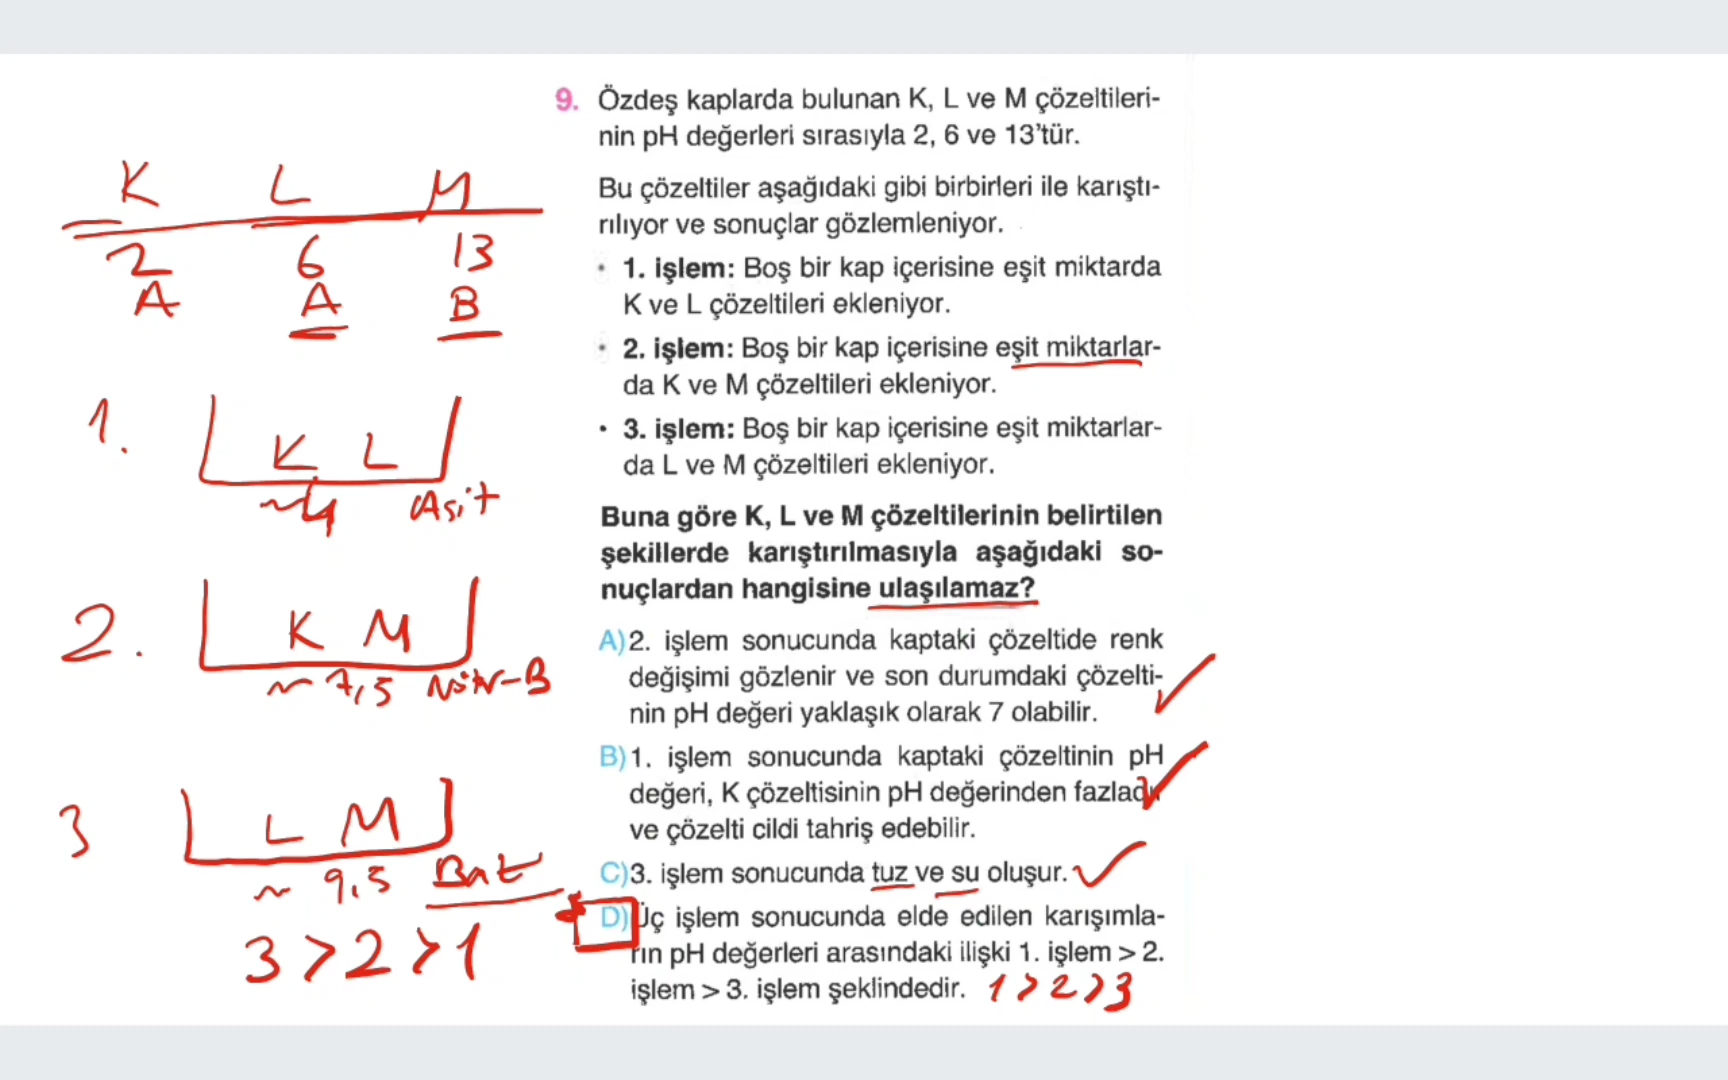 9. Özdeş kaplarda bulunan K, L ve M çözeltileri-
nin pH değerleri sırasıyla 2, 6 ve 13'tür.
Bu çözeltiler aşağıdaki gibi birbirleri ile karıştı-
rılıyor ve sonuçlar gözlemleniyor.
• 1. işlem: Boş bir kap içerisine eşit miktarda
K ve L çözeltileri ekleniyor.
• 2. işlem: Boş bir kap içerisine eşit miktarlar-
da K ve M çözeltileri ekleniyor.
• 3. işlem: Boş bir kap içerisine eşit miktarlar-
da L ve M çözeltileri ekleniyor.
Buna göre K, L ve M çözeltilerinin belirtilen
şekillerde karıştırılmasıyla aşağıdaki so-
nuçlardan hangisine ulaşılamaz?
A) 2. işlem sonucunda kaptaki çözeltide renk
değişimi gözlenir ve son durumdaki çözelti-
nin pH değeri yaklaşık olarak 7 olabilir.
B) 1. işlem sonucunda kaptaki çözeltinin pH
değeri, K çözeltisinin pH değerinden fazladır
ve çözelti cildi tahriş edebilir.
C) 3. işlem sonucunda tuz ve su oluşur.
D) Üç işlem sonucunda elde edilen karışımla-
rın pH değerleri arasındaki ilişki 1. işlem > 2.
işlem > 3. işlem şeklindedir. 1 > 2 > 3
K L M
2 6 13
A A B
1. K L
~4 Asit
2. K M
~ 7,5 Nötr-B
3 L M
~ 9,5 Baz
3 > 2 > 1